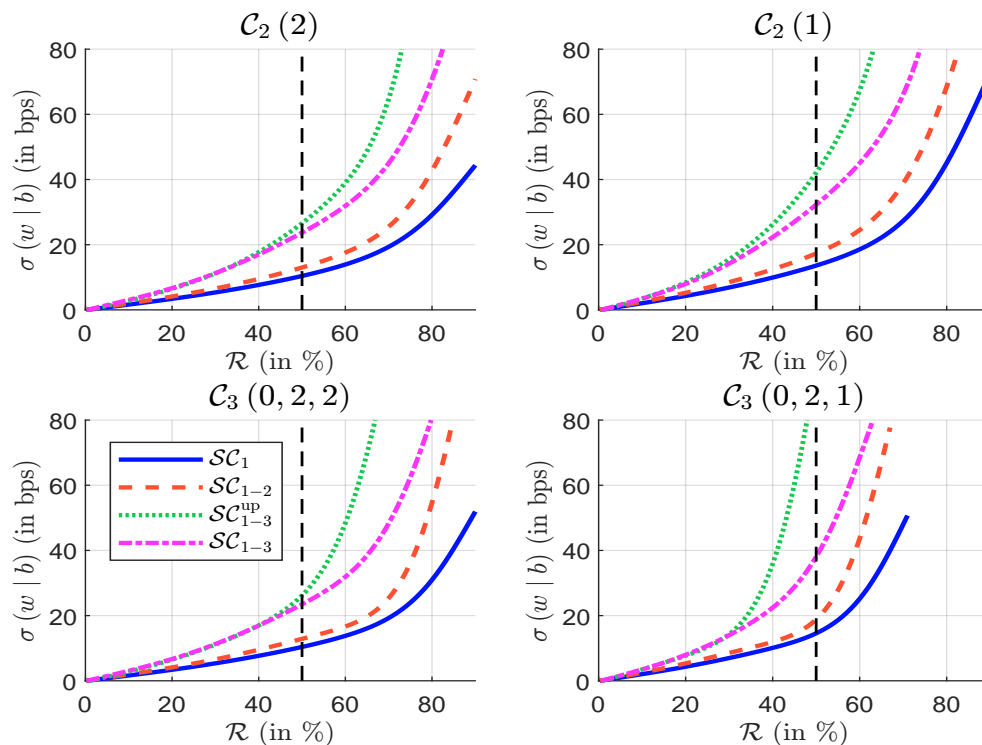 𝒞₂ (2)
80
60
40
20
0
σ (w | b) (in bps)
0 20 40 60 80
ℛ (in %)
𝒞₂ (1)
80
60
40
20
0
σ (w | b) (in bps)
0 20 40 60 80
ℛ (in %)
𝒞₃ (0, 2, 2)
80
60
40
20
0
σ (w | b) (in bps)
𝒮𝒞₁
𝒮𝒞₁₋₂
𝒮𝒞₁₋₃ᵘᵖ
𝒮𝒞₁₋₃
0 20 40 60 80
ℛ (in %)
𝒞₃ (0, 2, 1)
80
60
40
20
0
σ (w | b) (in bps)
0 20 40 60 80
ℛ (in %)